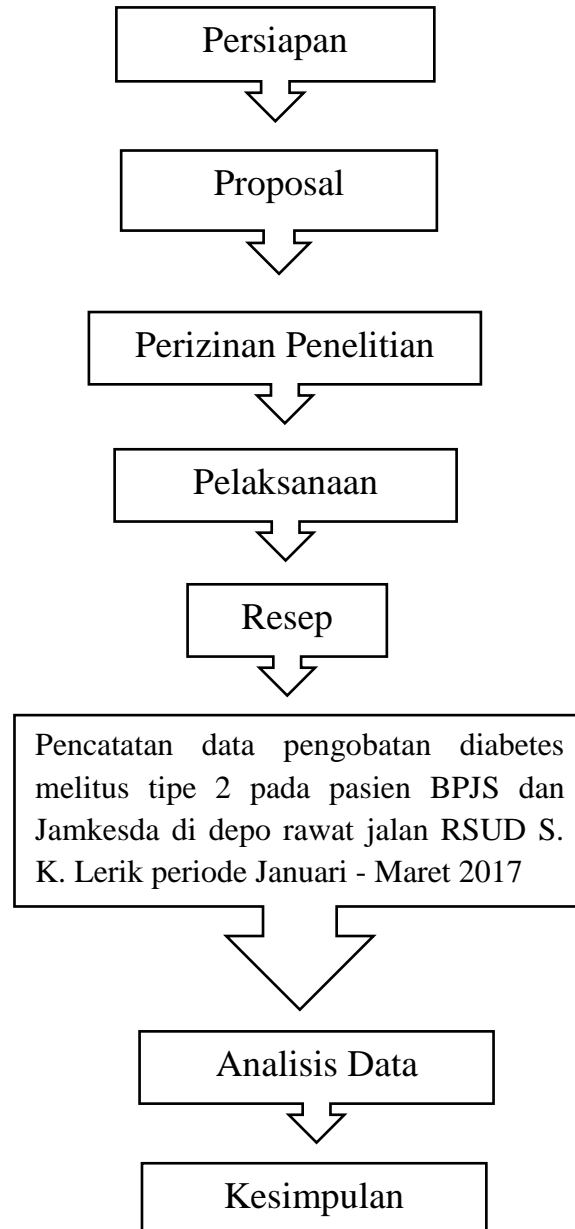 Persiapan
Proposal
Perizinan Penelitian
Pelaksanaan
Resep
Pencatatan data pengobatan diabetes
melitus tipe 2 pada pasien BPJS dan
Jamkesda di depo rawat jalan RSUD S.
K. Lerik periode Januari - Maret 2017
Analisis Data
Kesimpulan